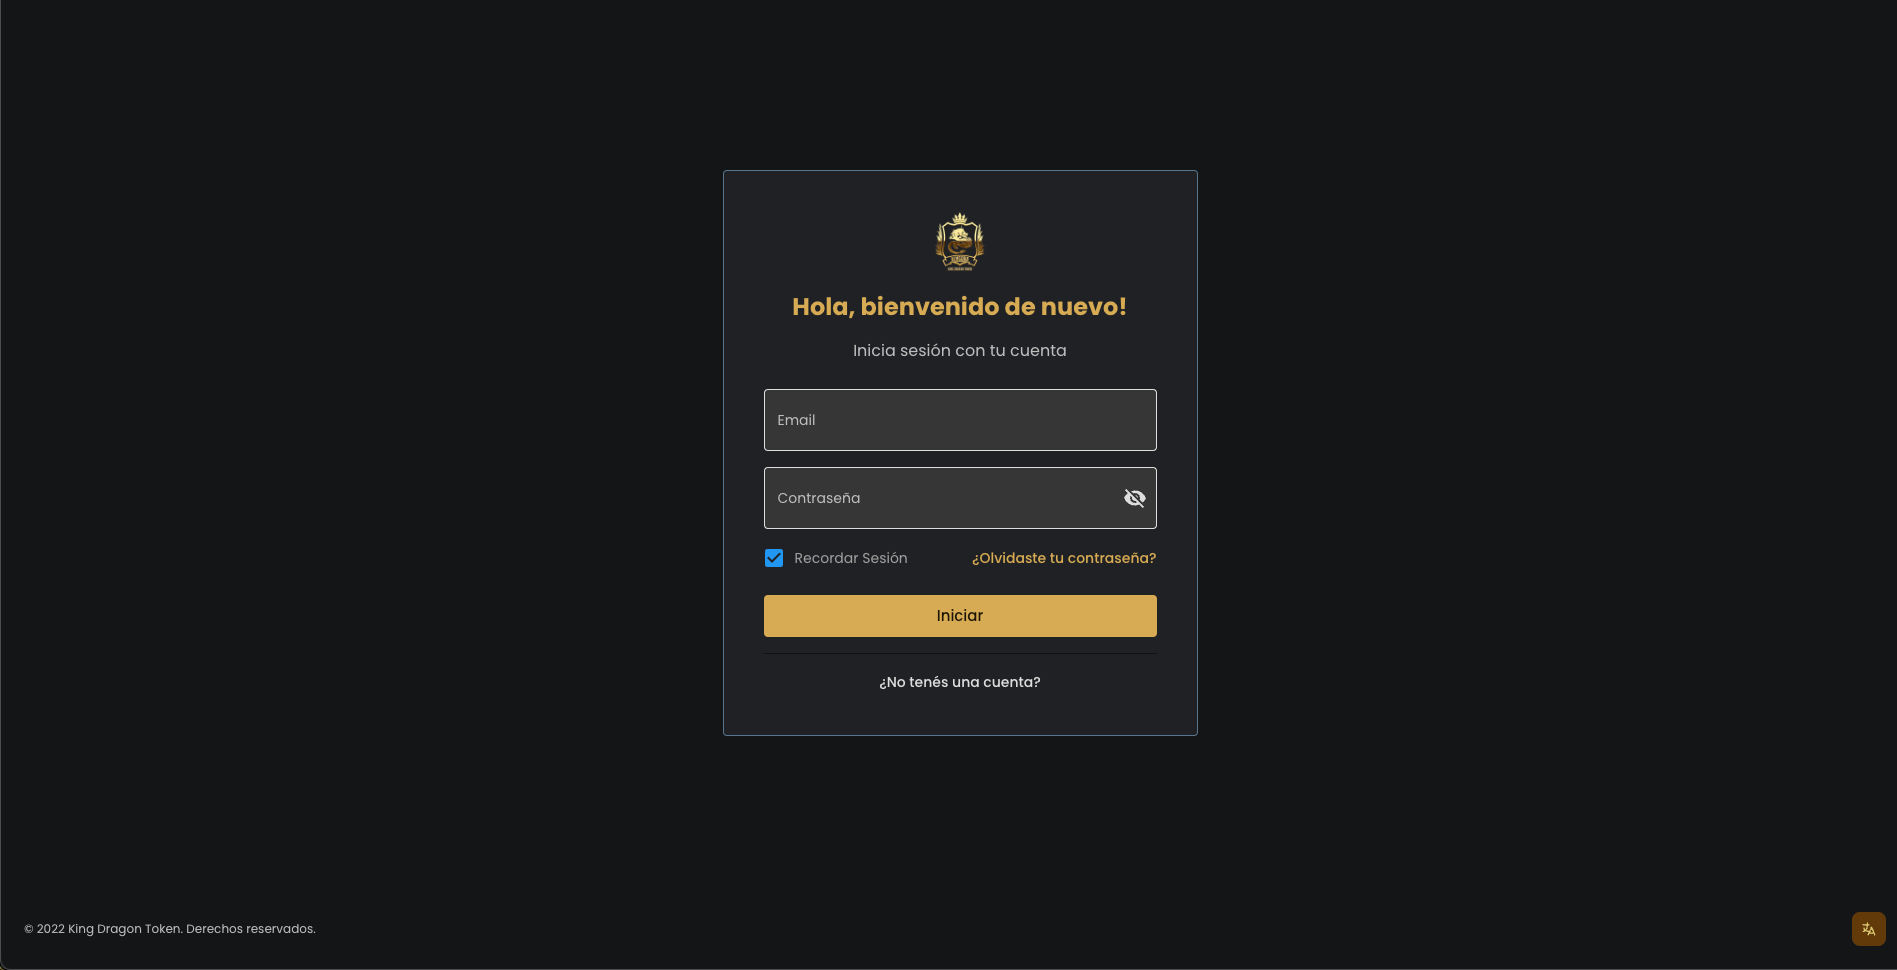 Hola, bienvenido de nuevo!
Inicia sesión con tu cuenta
Email
Contraseña
Recordar Sesión
¿Olvidaste tu contraseña?
Iniciar
¿No tenés una cuenta?
© 2022 King Dragon Token. Derechos reservados.